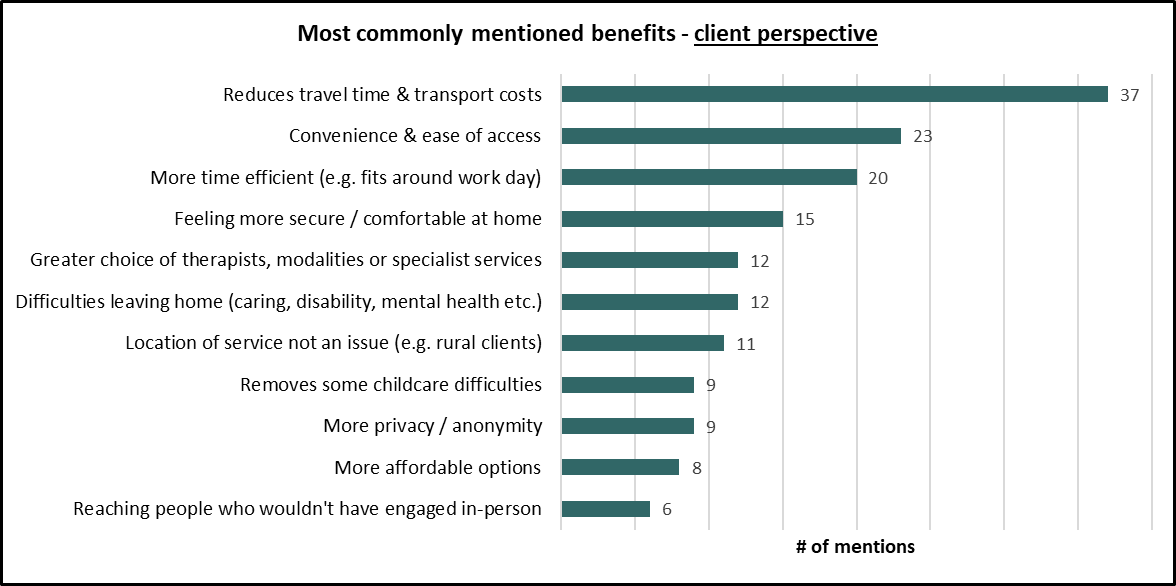 Most commonly mentioned benefits - client perspective
Reduces travel time & transport costs 37
Convenience & ease of access 23
More time efficient (e.g. fits around work day) 20
Feeling more secure / comfortable at home 15
Greater choice of therapists, modalities or specialist services 12
Difficulties leaving home (caring, disability, mental health etc.) 12
Location of service not an issue (e.g. rural clients) 11
Removes some childcare difficulties 9
More privacy / anonymity 9
More affordable options 8
Reaching people who wouldn't have engaged in-person 6
# of mentions